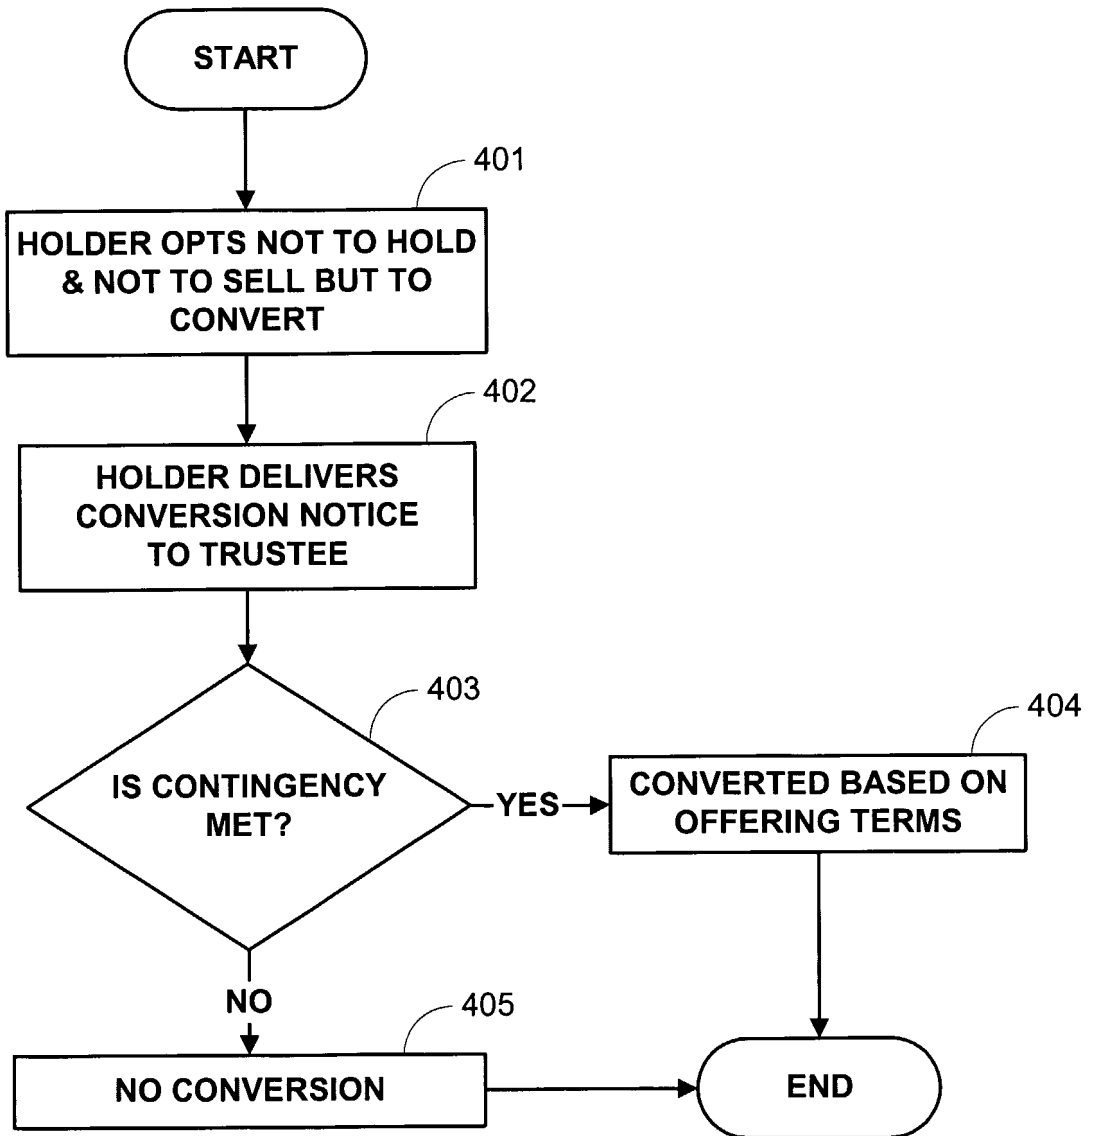 START
401
HOLDER OPTS NOT TO HOLD
& NOT TO SELL BUT TO
CONVERT
402
HOLDER DELIVERS
CONVERSION NOTICE
TO TRUSTEE
403
IS CONTINGENCY
MET?
YES
404
CONVERTED BASED ON
OFFERING TERMS
NO
405
NO CONVERSION
END